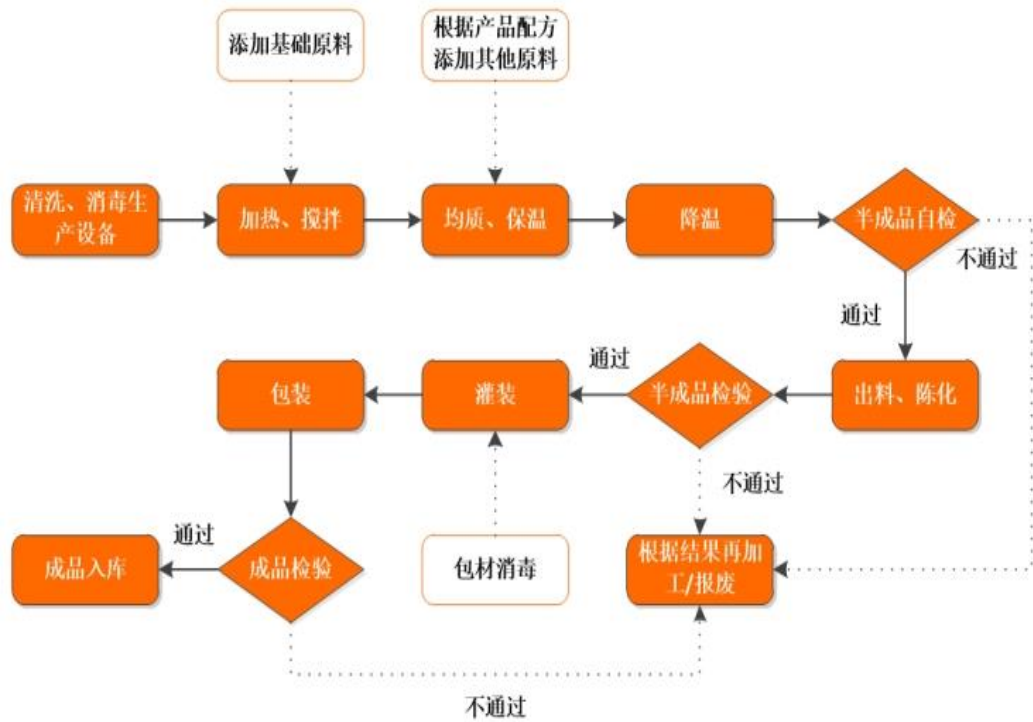 添加基础原料
根据产品配方
添加其他原料
清洗、消毒生
产设备
加热、搅拌
均质、保温
降温
半成品自检
不通过
通过
出料、陈化
半成品检验
通过
灌装
包装
不通过
通过
成品入库
成品检验
包材消毒
根据结果再加
工/报废
不通过